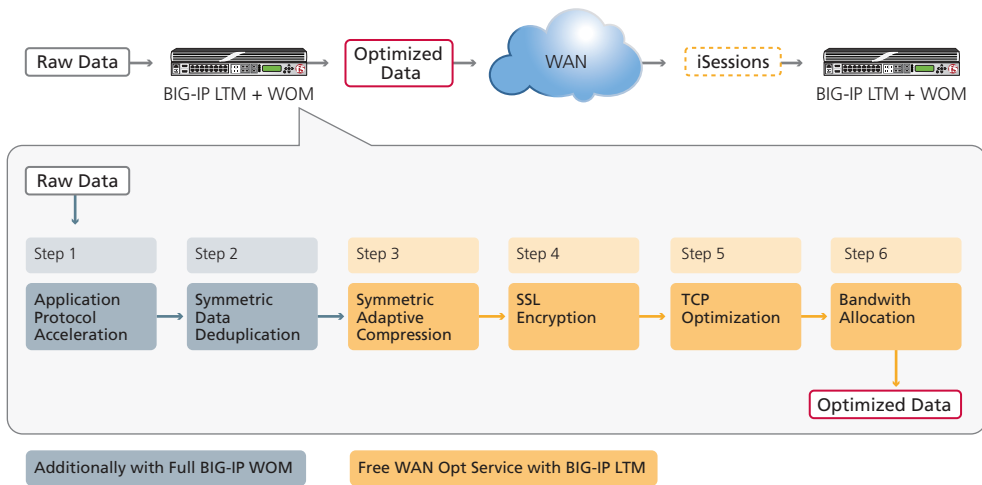 Raw Data
Optimized
Data
WAN
iSessions
BIG-IP LTM + WOM
BIG-IP LTM + WOM
Raw Data
Step 1
Step 2
Step 3
Step 4
Step 5
Step 6
Application
Protocol
Acceleration
Symmetric
Data
Deduplication
Symmetric
Adaptive
Compression
SSL
Encryption
TCP
Optimization
Bandwith
Allocation
Optimized Data
Additionally with Full BIG-IP WOM
Free WAN Opt Service with BIG-IP LTM